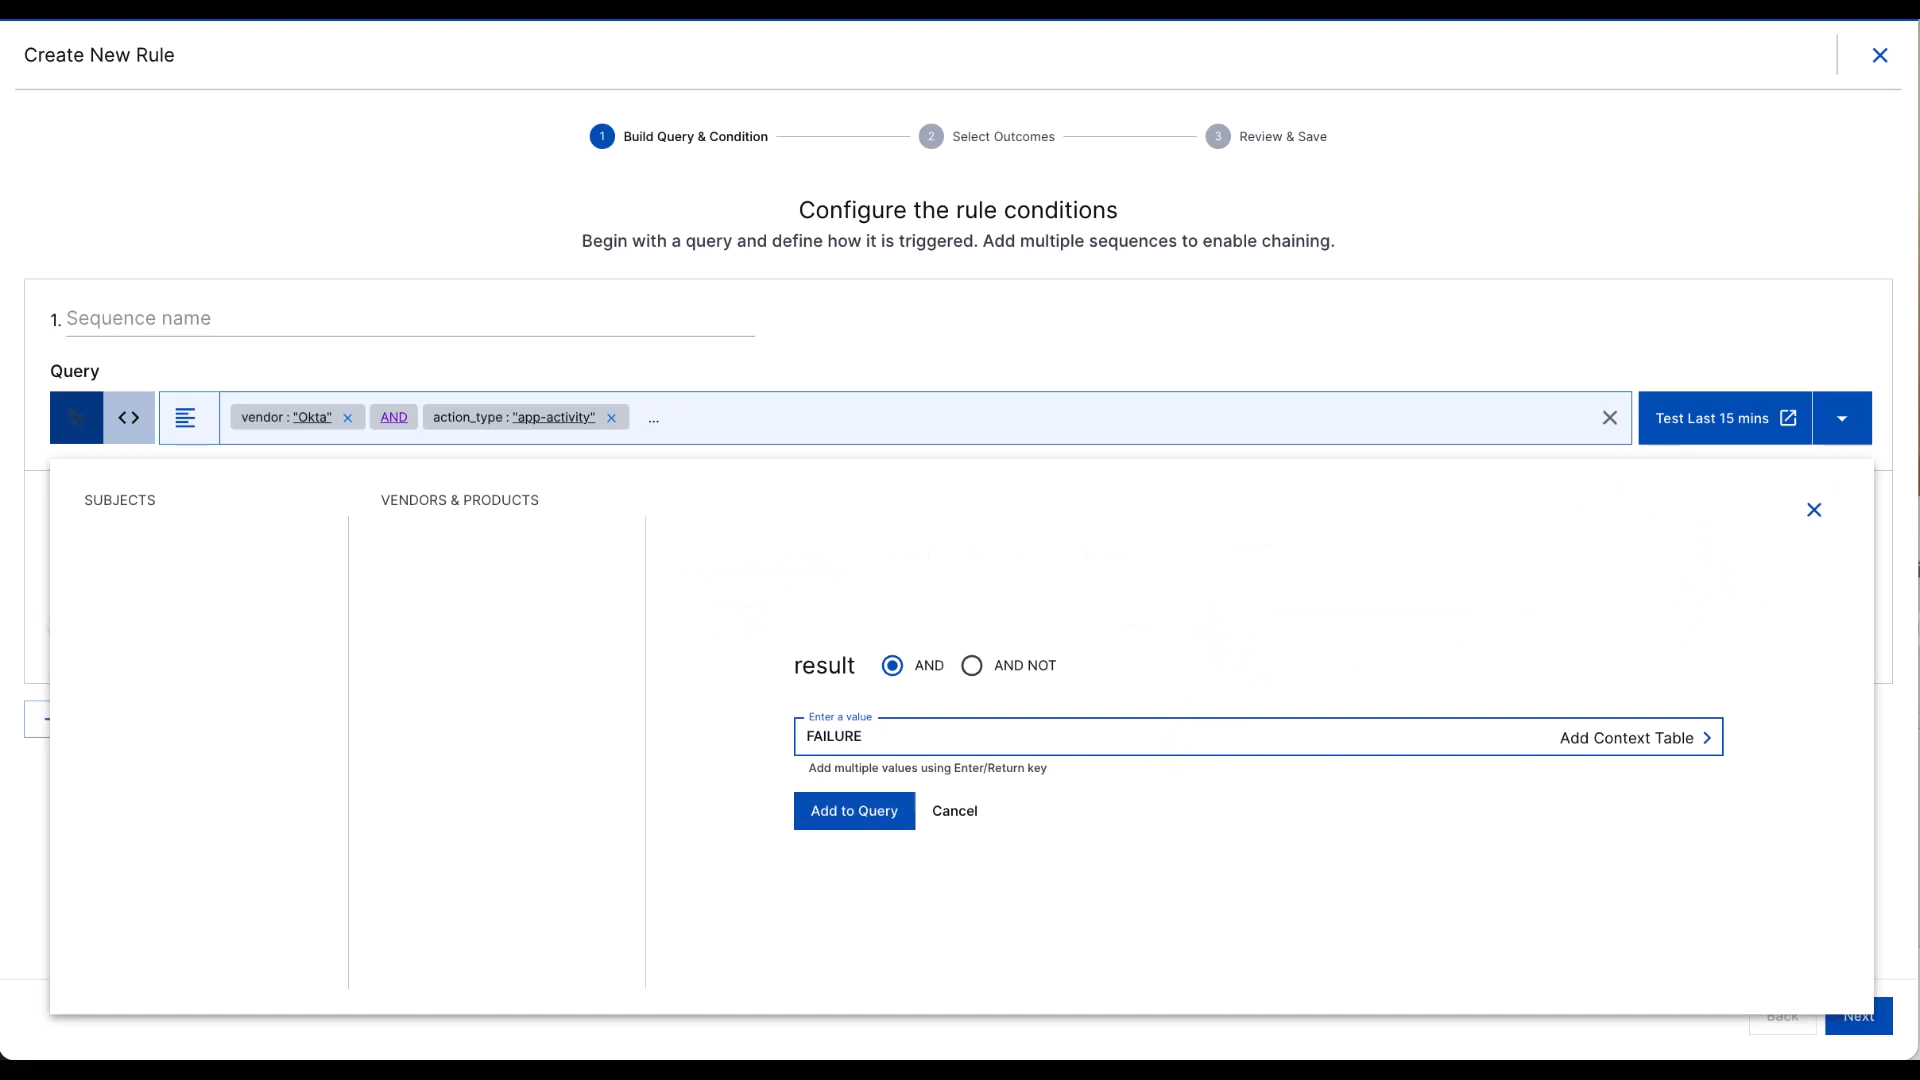 Create New Rule
1 Build Query & Condition 2 Select Outcomes 3 Review & Save
Configure the rule conditions
Begin with a query and define how it is triggered. Add multiple sequences to enable chaining.
1. Sequence name
Query
vendor : "Okta" AND action_type : "app-activity" ... Test Last 15 mins
SUBJECTS VENDORS & PRODUCTS
result AND AND NOT
Enter a value
FAILURE Add Context Table
Add multiple values using Enter/Return key
Add to Query Cancel
Back Next